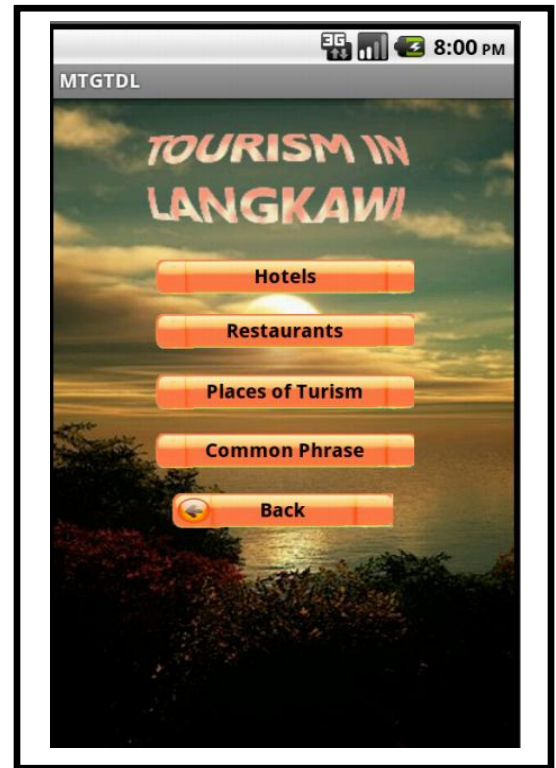 3G 8:00 PM
MTGTDL
TOURISM IN
LANGKAWI
Hotels
Restaurants
Places of Turism
Common Phrase
Back